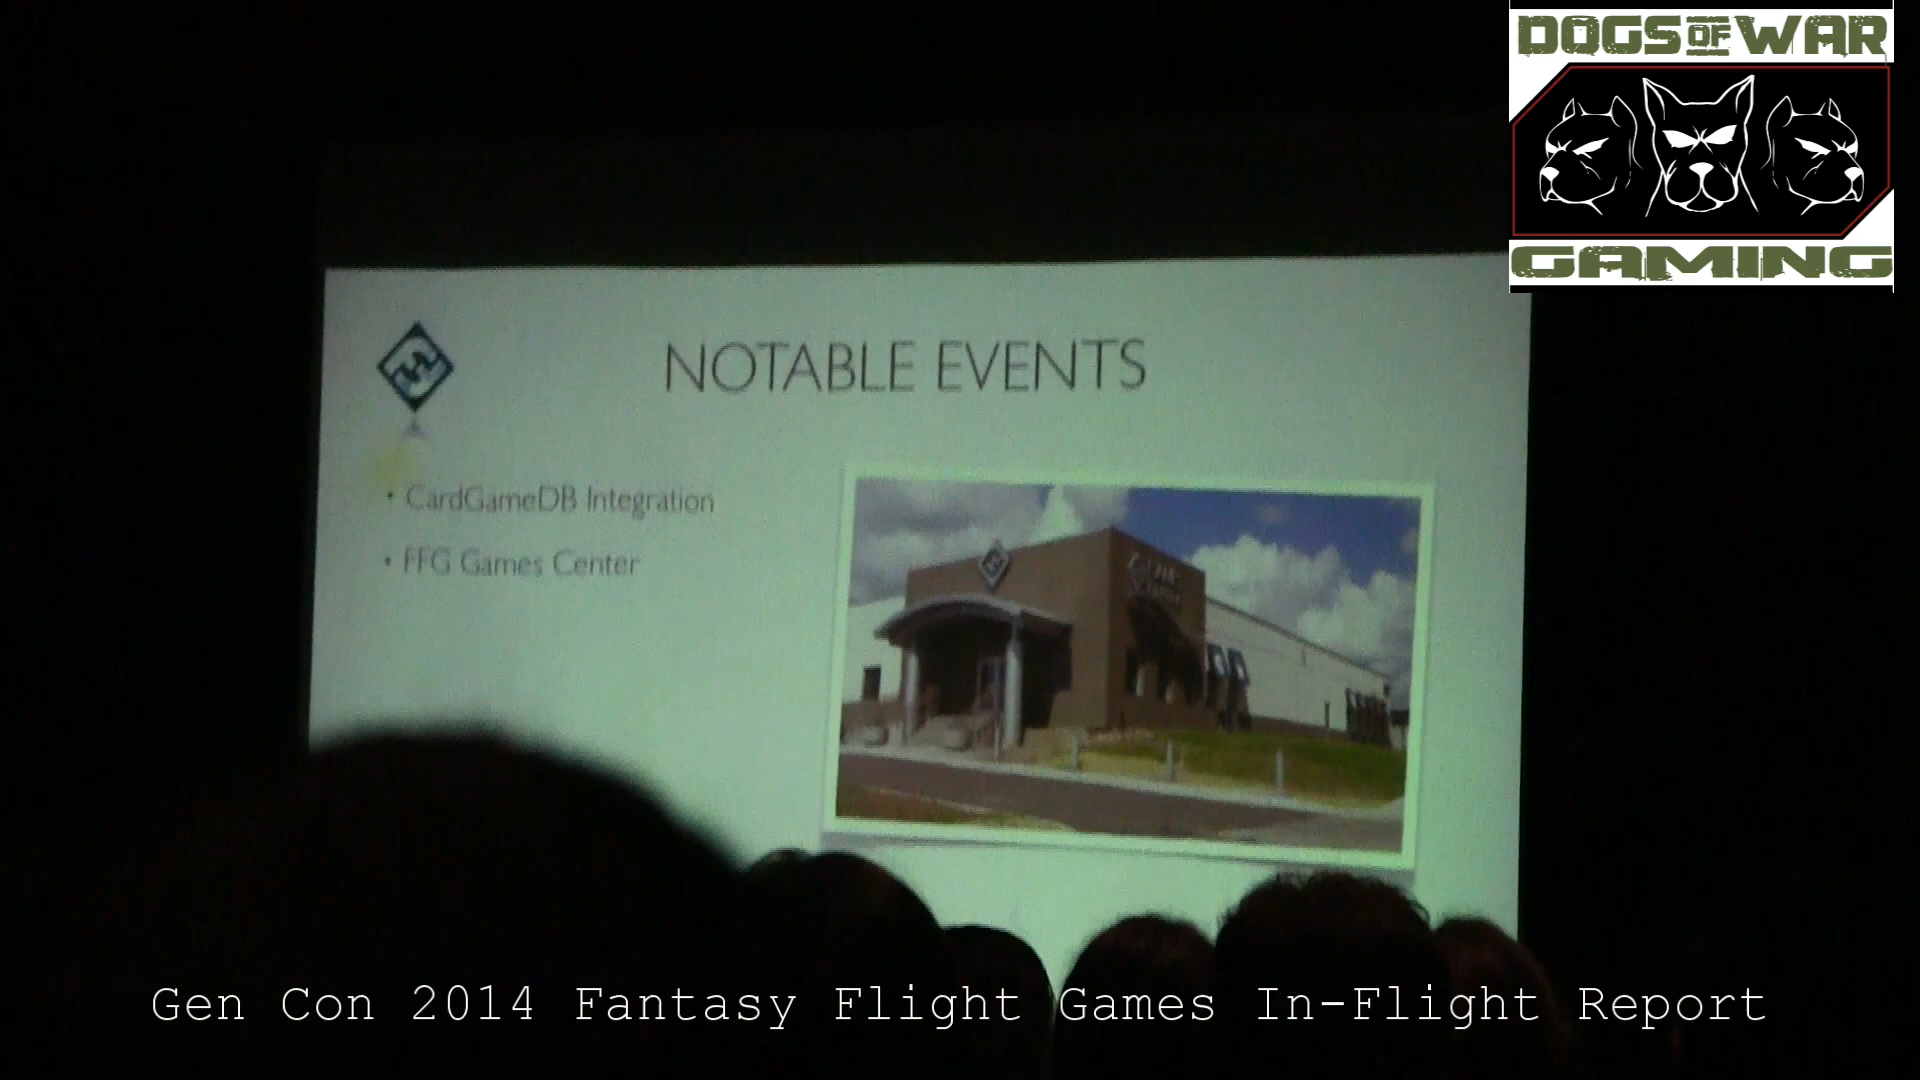 DOGS OF WAR
GAMING
NOTABLE EVENTS
• CardGameDB Integration
• FFG Games Center
Gen Con 2014 Fantasy Flight Games In-Flight Report